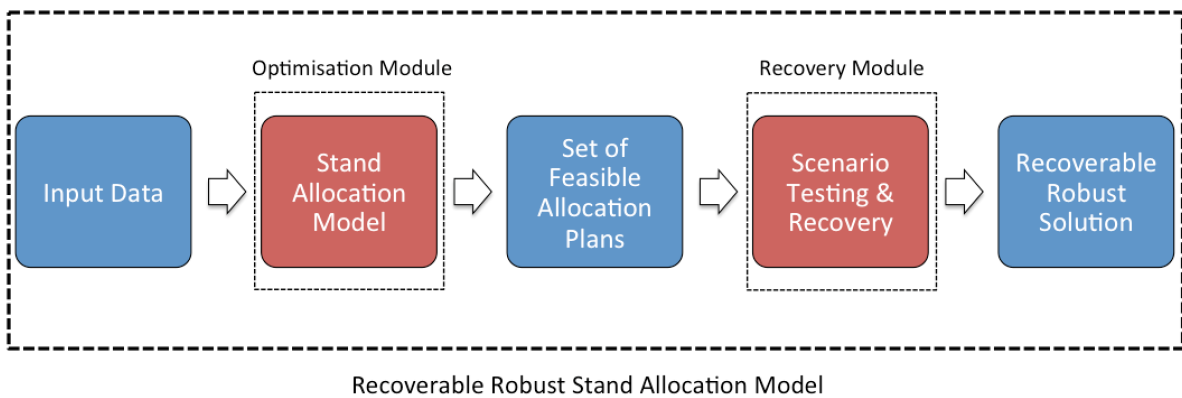 Optimisation Module
Recovery Module
Input Data
Stand
Allocation
Model
Set of
Feasible
Allocation
Plans
Scenario
Testing &
Recovery
Recoverable
Robust
Solution
Recoverable Robust Stand Allocation Model